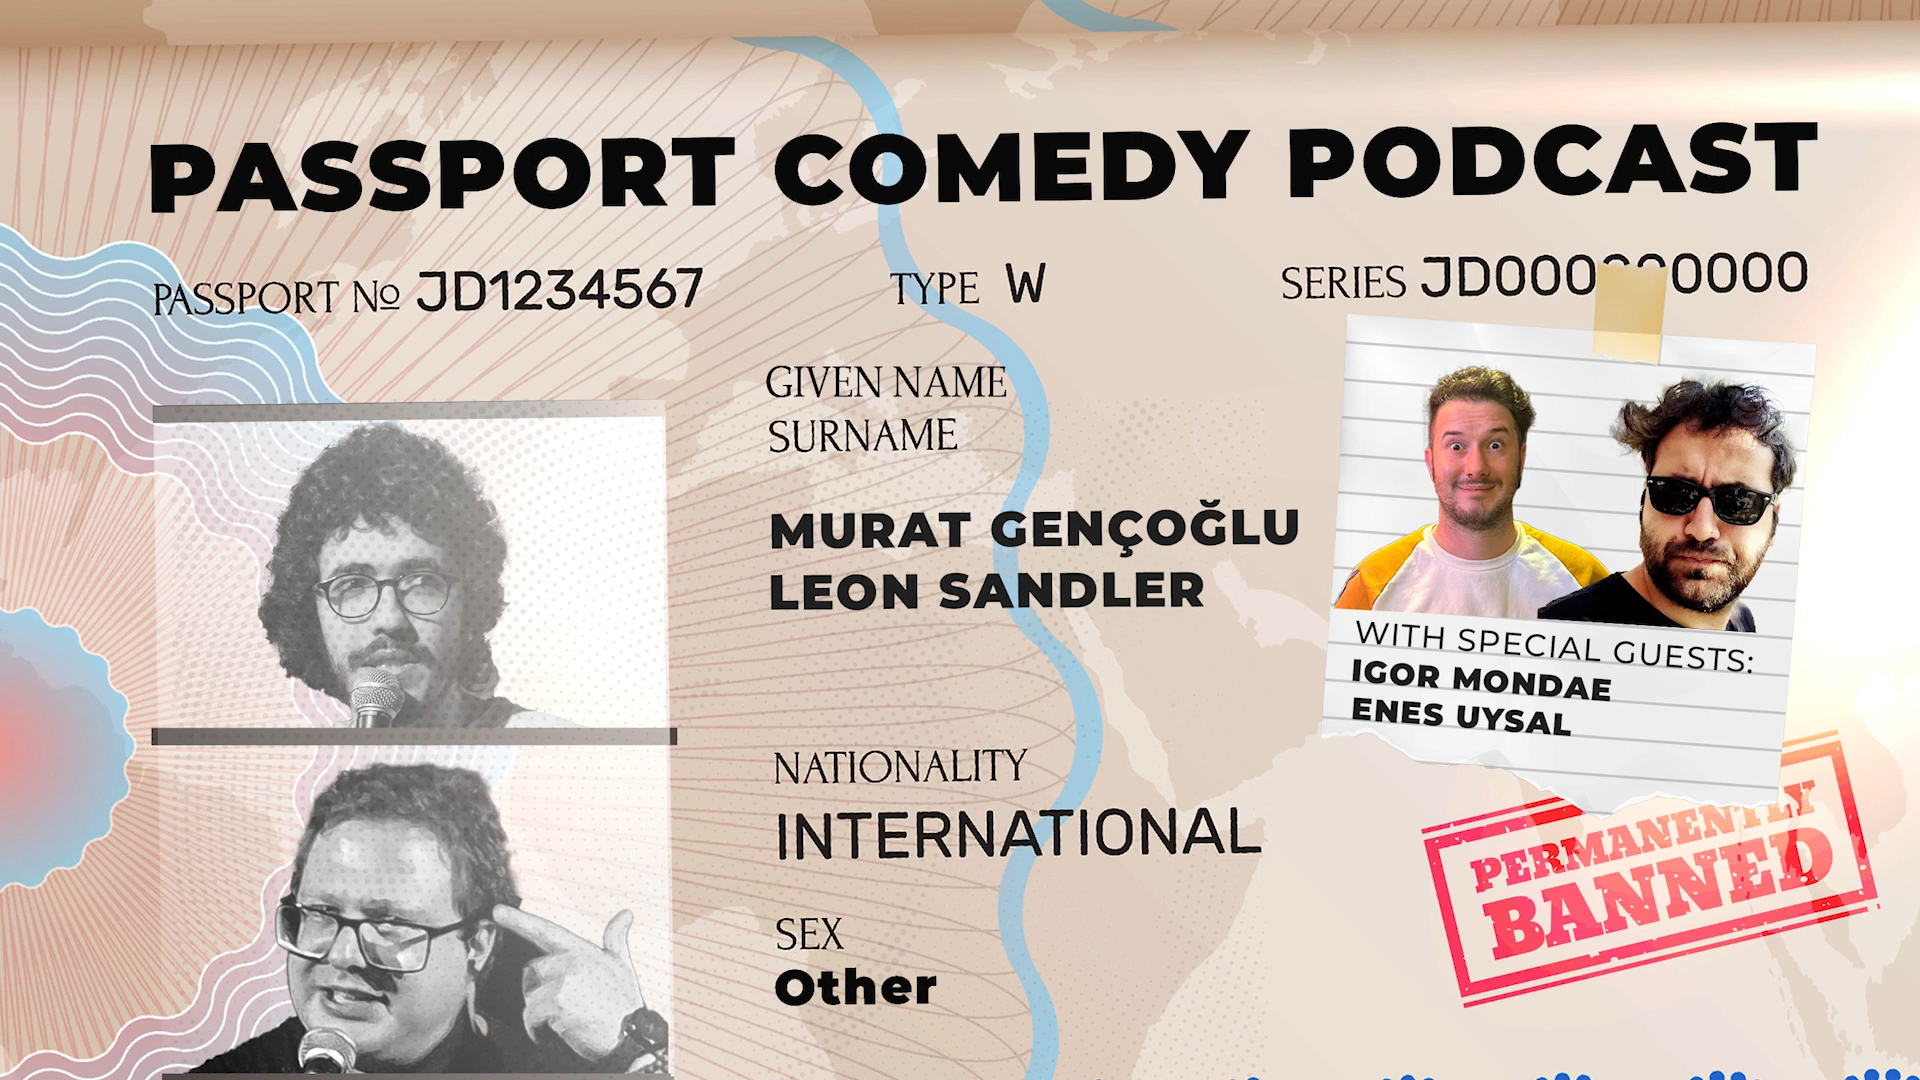 PASSPORT COMEDY PODCAST
PASSPORT № JD1234567
TYPE W
SERIES JD0000000000
GIVEN NAME
SURNAME
MURAT GENÇOĞLU
LEON SANDLER
NATIONALITY
INTERNATIONAL
SEX
Other
WITH SPECIAL GUESTS:
IGOR MONDAE
ENES UYSAL
PERMANENTLY
BANNED